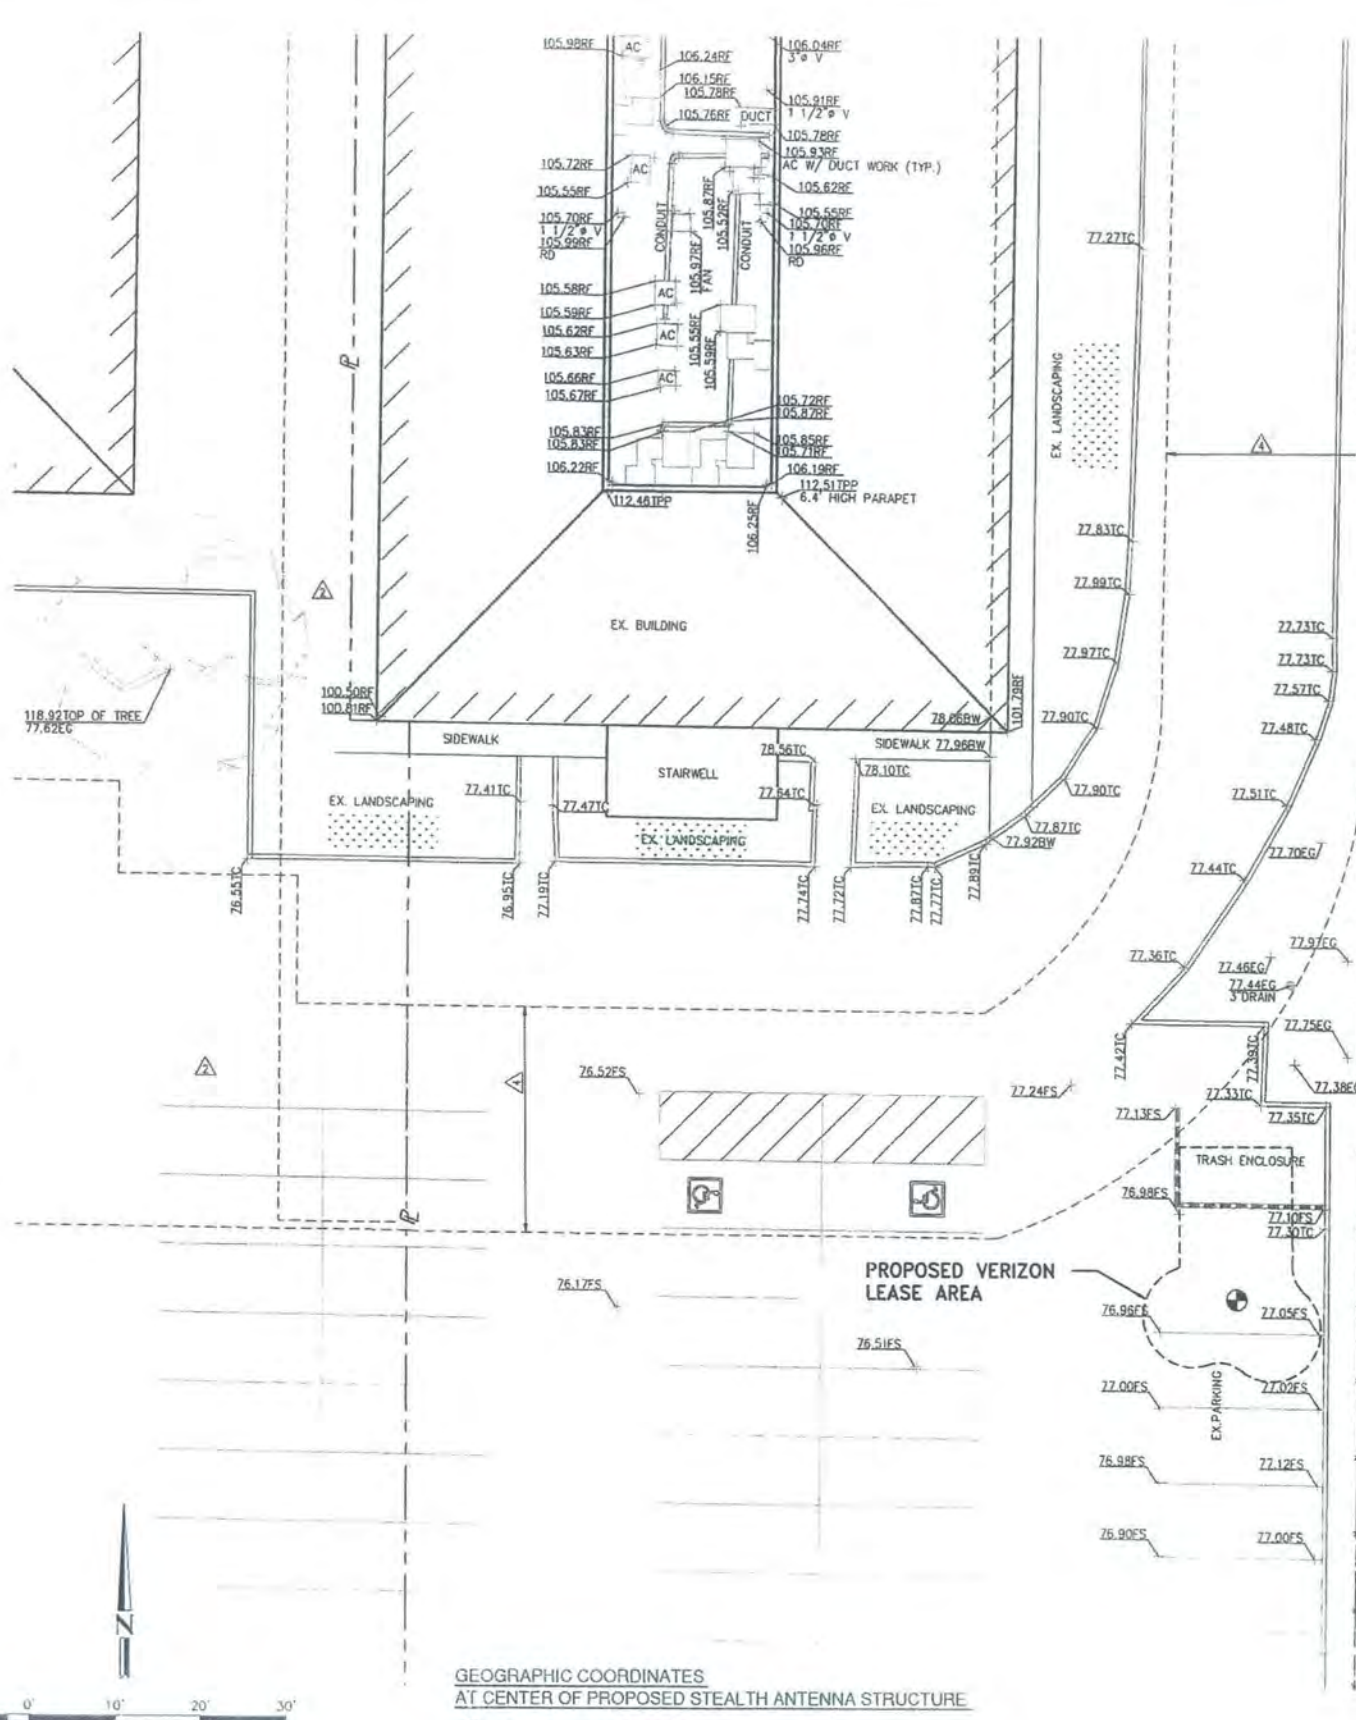 105.98RF
AC
106.24RF
106.04RF
3"ø V
106.15RF
105.78RF
105.91RF
1 1/2"ø V
105.76RF
DUCT
105.78RF
105.93RF
AC W/ DUCT WORK (TYP.)
105.72RF
AC
105.55RF
105.62RF
105.87RF
105.52RF
105.70RF
1 1/2"ø V
105.99RF
RD
CONDUIT
105.97RF
FAN
CONDUIT
105.55RF
105.70RF
1 1/2"ø V
105.96RF
RD
77.27TC
105.58RF
AC
105.59RF
105.62RF
AC
105.63RF
105.55RF
105.59RF
105.66RF
AC
105.67RF
EX. LANDSCAPING
105.72RF
105.87RF
105.83RF
105.83RF
105.85RF
105.71RF
4
106.22RF
106.19RF
112.46TPP
112.51TPP
6.4' HIGH PARAPET
106.25RF
77.83TC
77.99TC
2
EX. BUILDING
77.73TC
77.97TC
77.73TC
77.57TC
118.92TOP OF TREE
77.62EG
100.50RF
100.81RF
101.79RF
78.06BW
77.90TC
77.48TC
SIDEWALK
SIDEWALK
77.96BW
78.56TC
STAIRWELL
78.10TC
77.41TC
77.64TC
77.90TC
77.51TC
EX. LANDSCAPING
77.47TC
EX. LANDSCAPING
77.87TC
EX. LANDSCAPING
77.92BW
77.70EG
76.55TC
76.95TC
77.19TC
77.74TC
77.72TC
77.87TC
77.77TC
77.89TC
77.44TC
77.97EG
77.36TC
77.46EG
77.44EG
3"DRAIN
77.75EG
77.42TC
77.39TC
2
76.52FS
4
77.24FS
77.38EG
77.33TC
77.13FS
77.35TC
TRASH ENCLOSURE
76.98FS
77.10FS
77.30TC
PROPOSED VERIZON
LEASE AREA
76.17FS
76.96FS
77.05FS
76.51FS
77.00FS
77.02FS
EX.PARKING
76.98FS
77.12FS
76.90FS
77.00FS
N
GEOGRAPHIC COORDINATES
AT CENTER OF PROPOSED STEALTH ANTENNA STRUCTURE
0' 10' 20' 30'